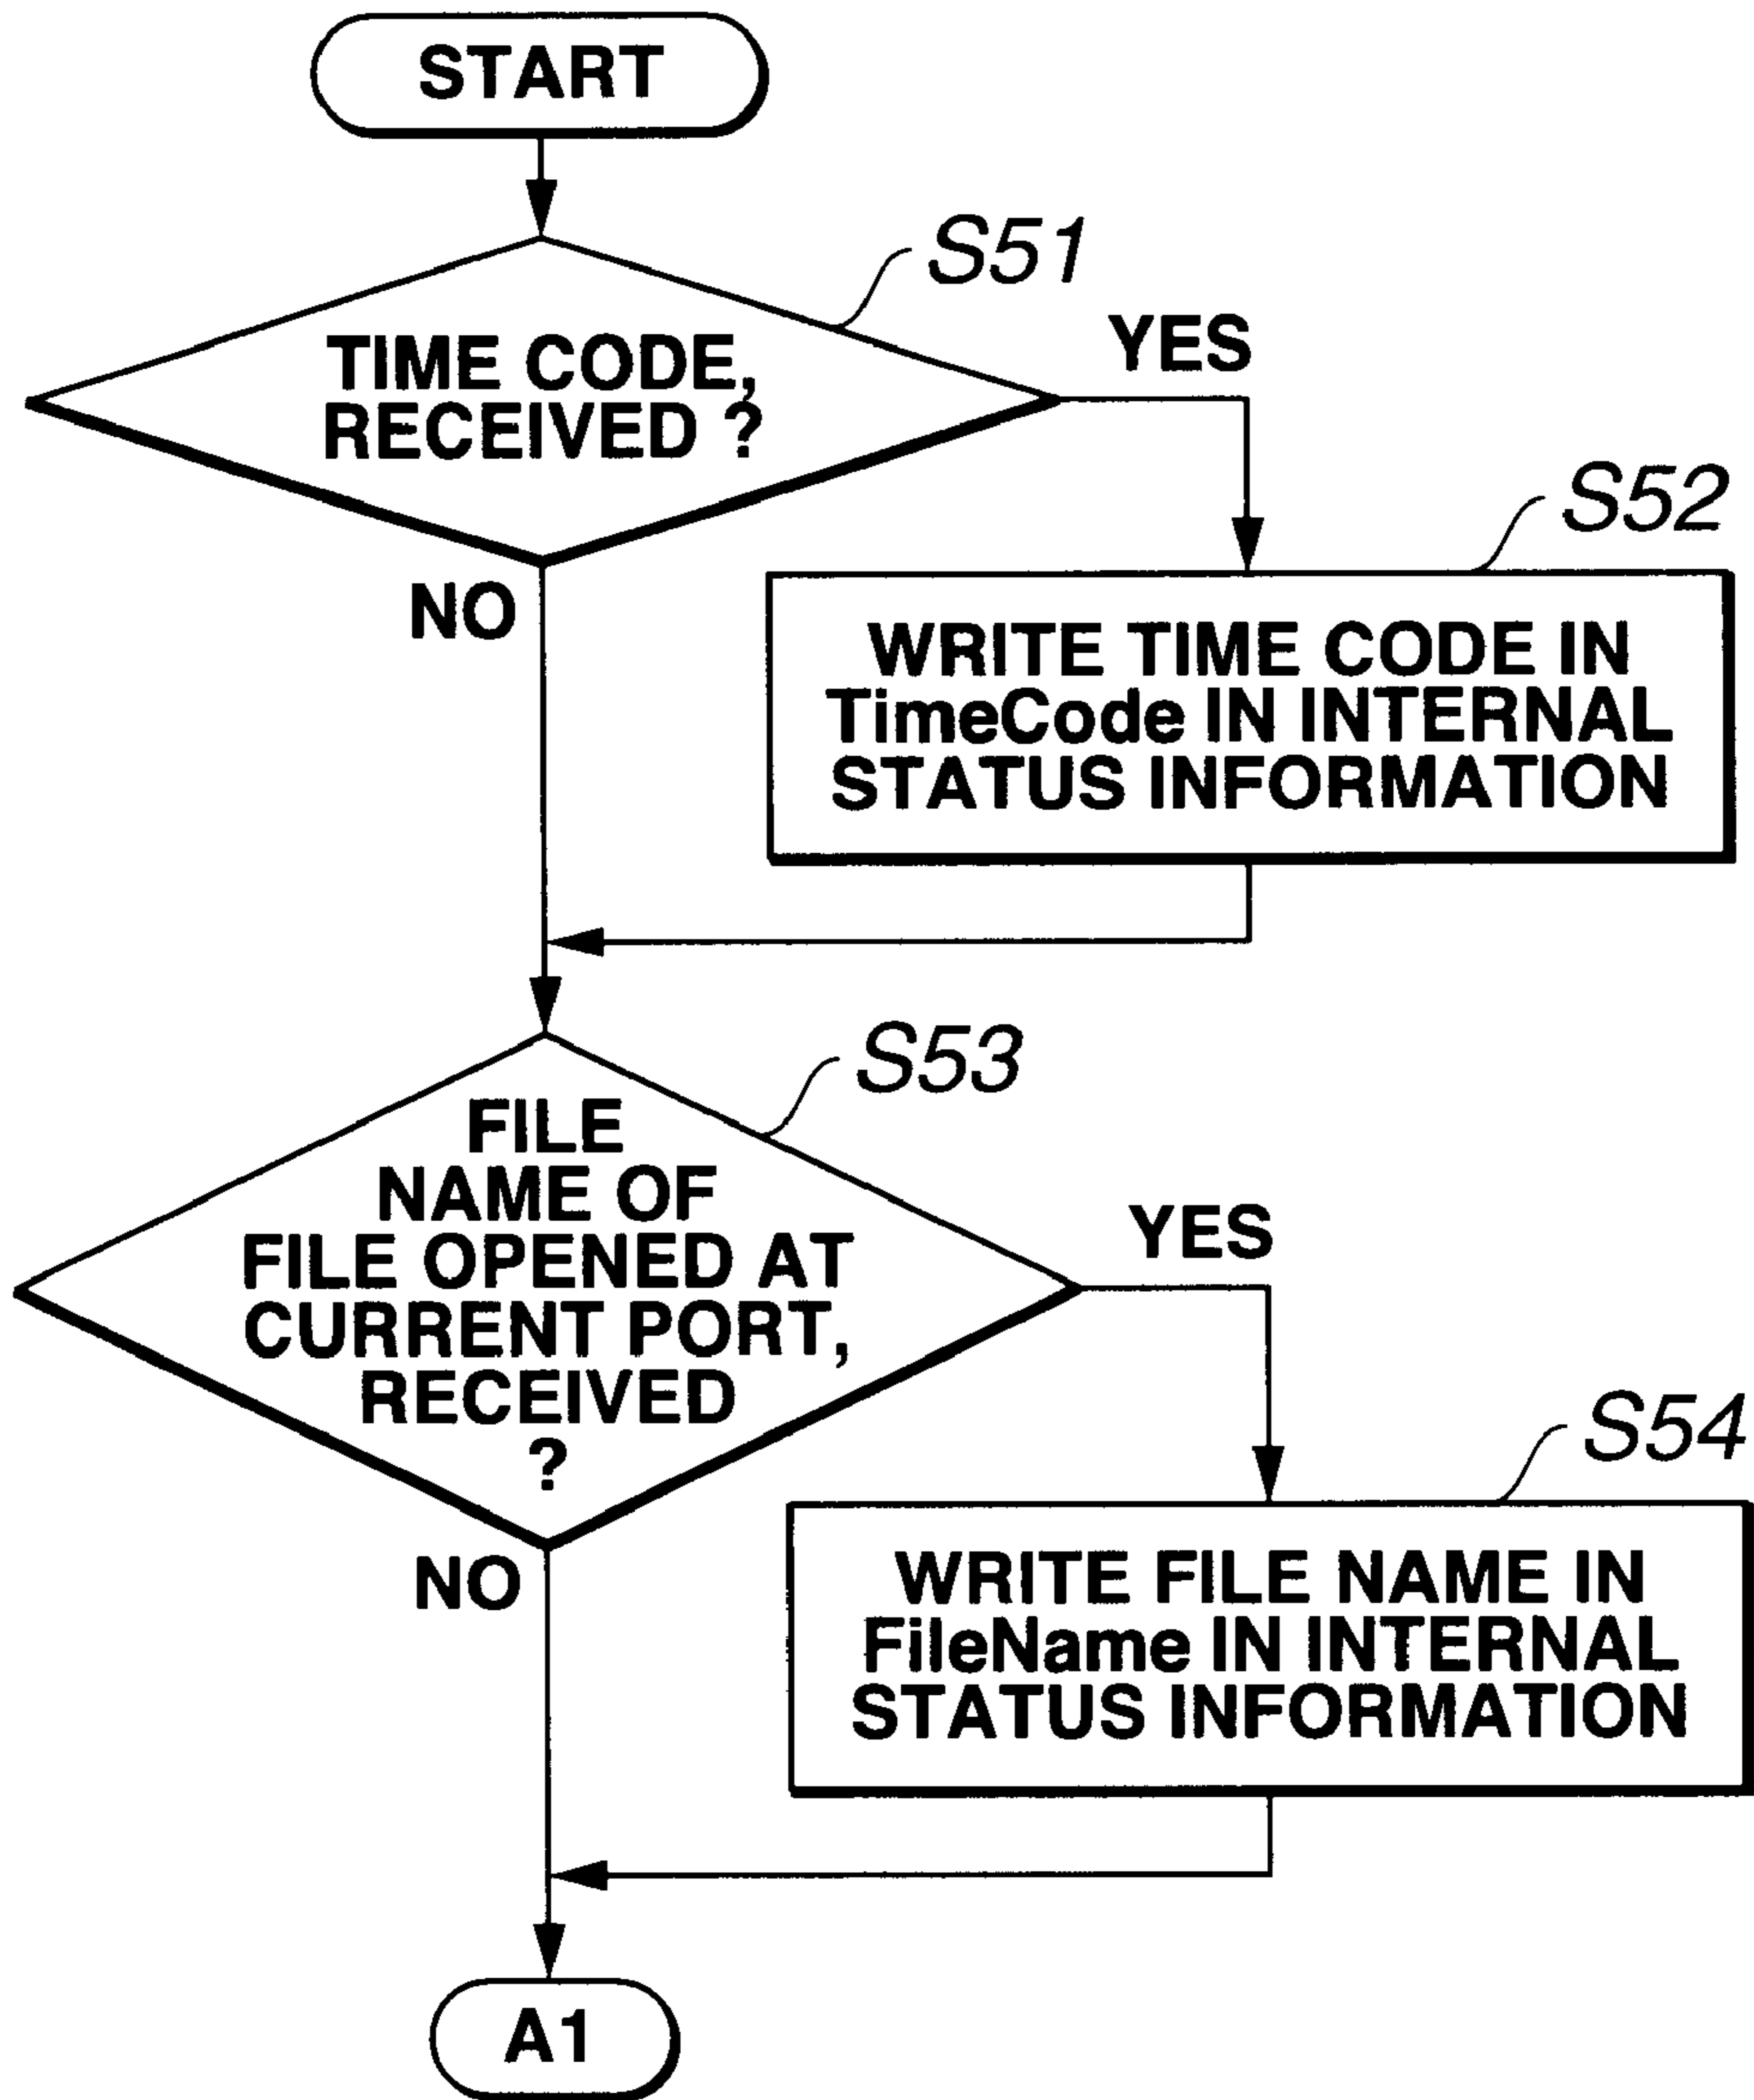 START
S51
TIME CODE,
RECEIVED ?
YES
NO
S52
WRITE TIME CODE IN
TimeCode IN INTERNAL
STATUS INFORMATION
S53
FILE
NAME OF
FILE OPENED AT
CURRENT PORT,
RECEIVED
?
YES
NO
S54
WRITE FILE NAME IN
FileName IN INTERNAL
STATUS INFORMATION
A1